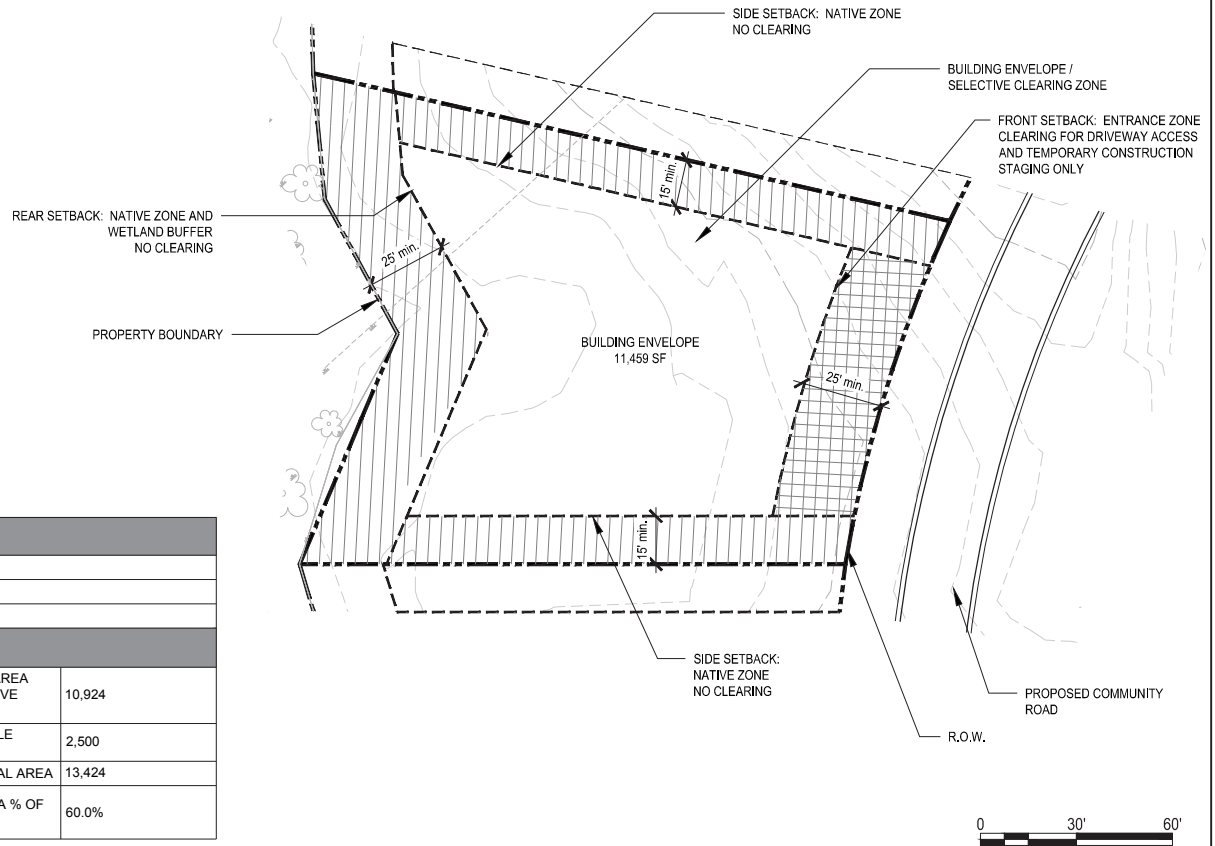 SIDE SETBACK: NATIVE ZONE
NO CLEARING
BUILDING ENVELOPE /
SELECTIVE CLEARING ZONE
FRONT SETBACK: ENTRANCE ZONE
CLEARING FOR DRIVEWAY ACCESS
AND TEMPORARY CONSTRUCTION
STAGING ONLY
15' min.
REAR SETBACK: NATIVE ZONE AND
WETLAND BUFFER
NO CLEARING
25' min.
PROPERTY BOUNDARY
BUILDING ENVELOPE
11,459 SF
25' min.
15' min.
SIDE SETBACK:
NATIVE ZONE
NO CLEARING
PROPOSED COMMUNITY
ROAD
R.O.W.
AREA
VE
10,924
LE
2,500
AL AREA 13,424
A % OF
60.0%
0 30' 60'